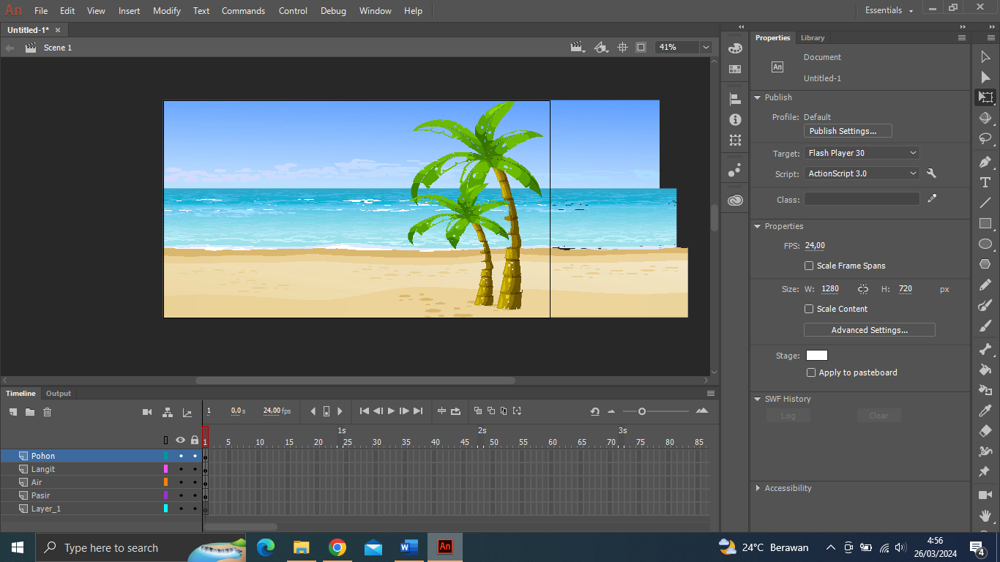 An File Edit View Insert Modify Text Commands Control Debug Window Help Essentials
Untitled-1*
Scene 1 41%
Properties Library
Document
An Untitled-1
Publish
Profile: Default
Publish Settings...
Target: Flash Player 30
Script: ActionScript 3.0
Class:
Properties
FPS: 24,00
Scale Frame Spans
Size: W: 1280 H: 720 px
Scale Content
Advanced Settings...
Stage:
Apply to pasteboard
SWF History
Log Clear
Accessibility
Timeline Output
1 0,0 s 24,00 fps
1s 2s 3s
1 5 10 15 20 25 30 35 40 45 50 55 60 65 70 75 80 85
Pohon
Langit
Air
Pasir
Layer_1
Type here to search
An
24°C Berawan
4:56
26/03/2024
4